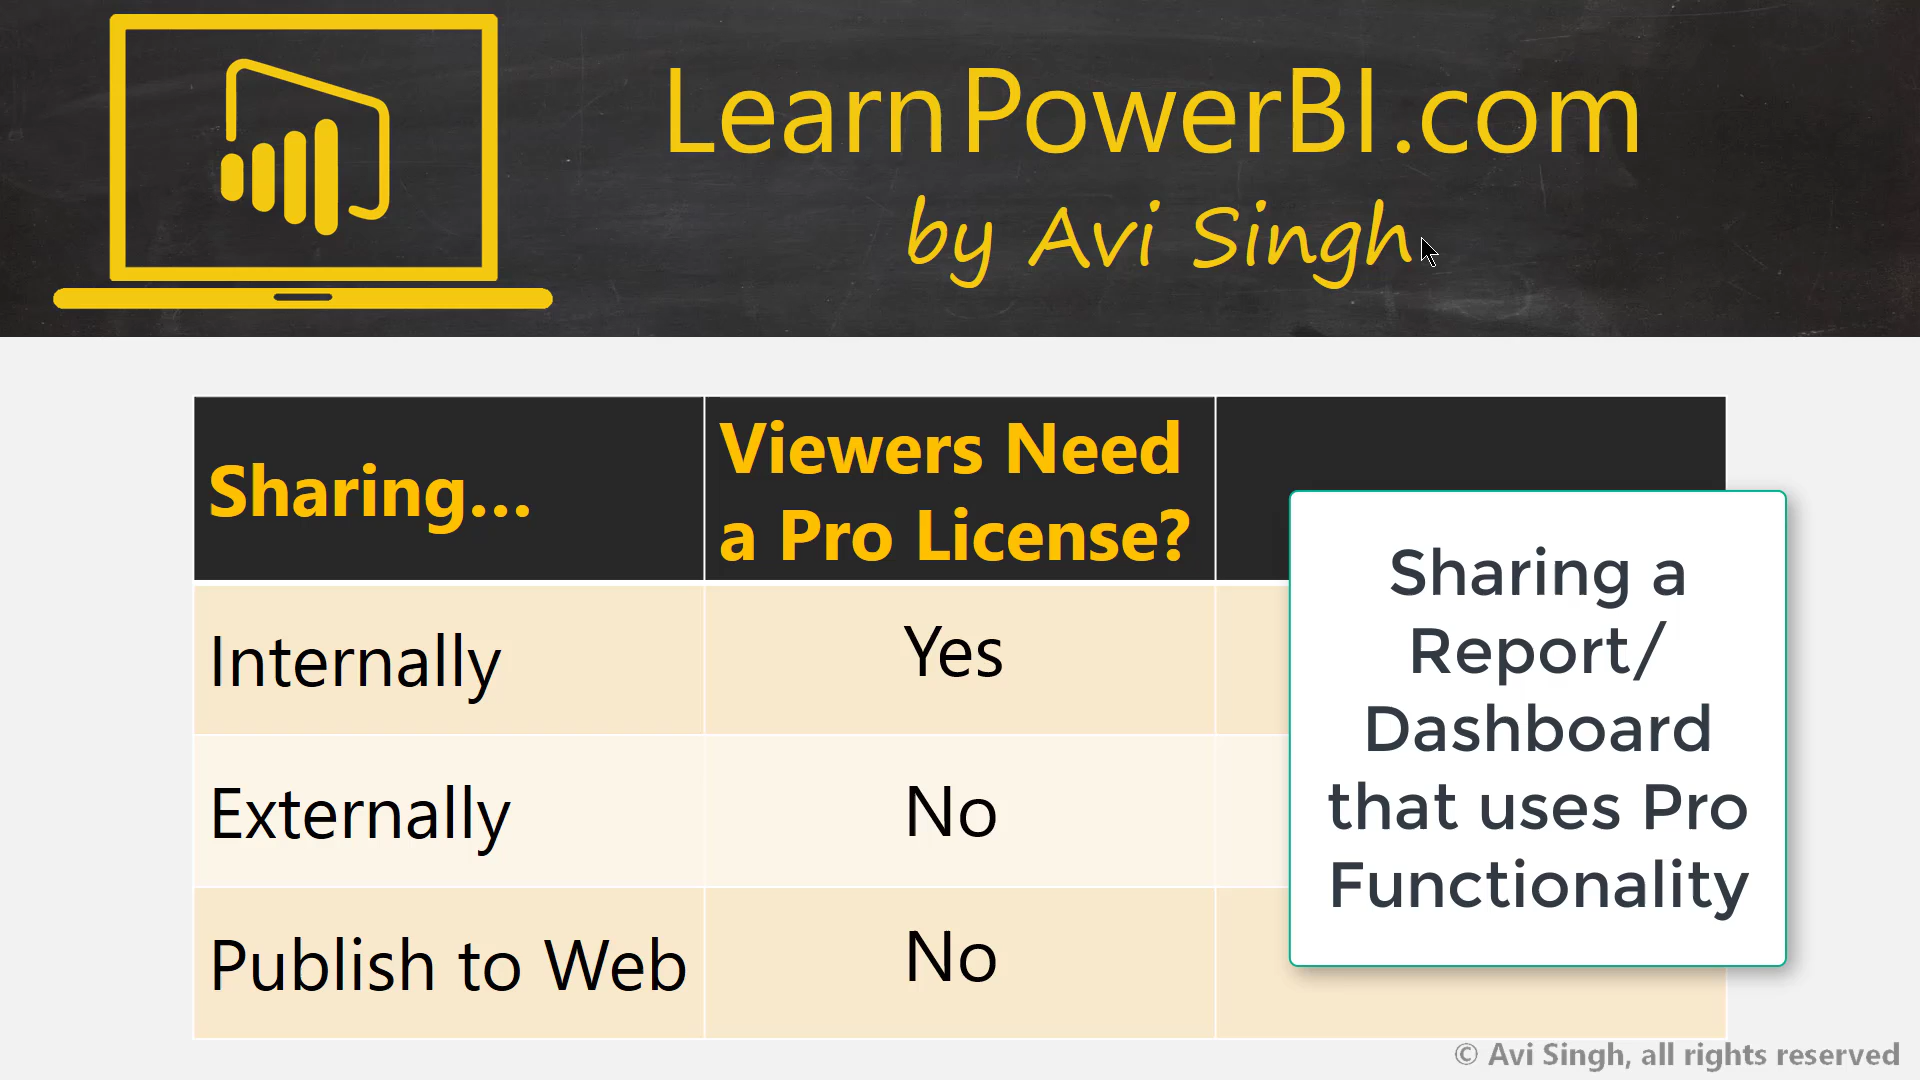 LearnPowerBI.com
by Avi Singh
Sharing...
Viewers Need
a Pro License?
Internally
Yes
Externally
No
Publish to Web
No
Sharing a
Report/
Dashboard
that uses Pro
Functionality
© Avi Singh, all rights reserved